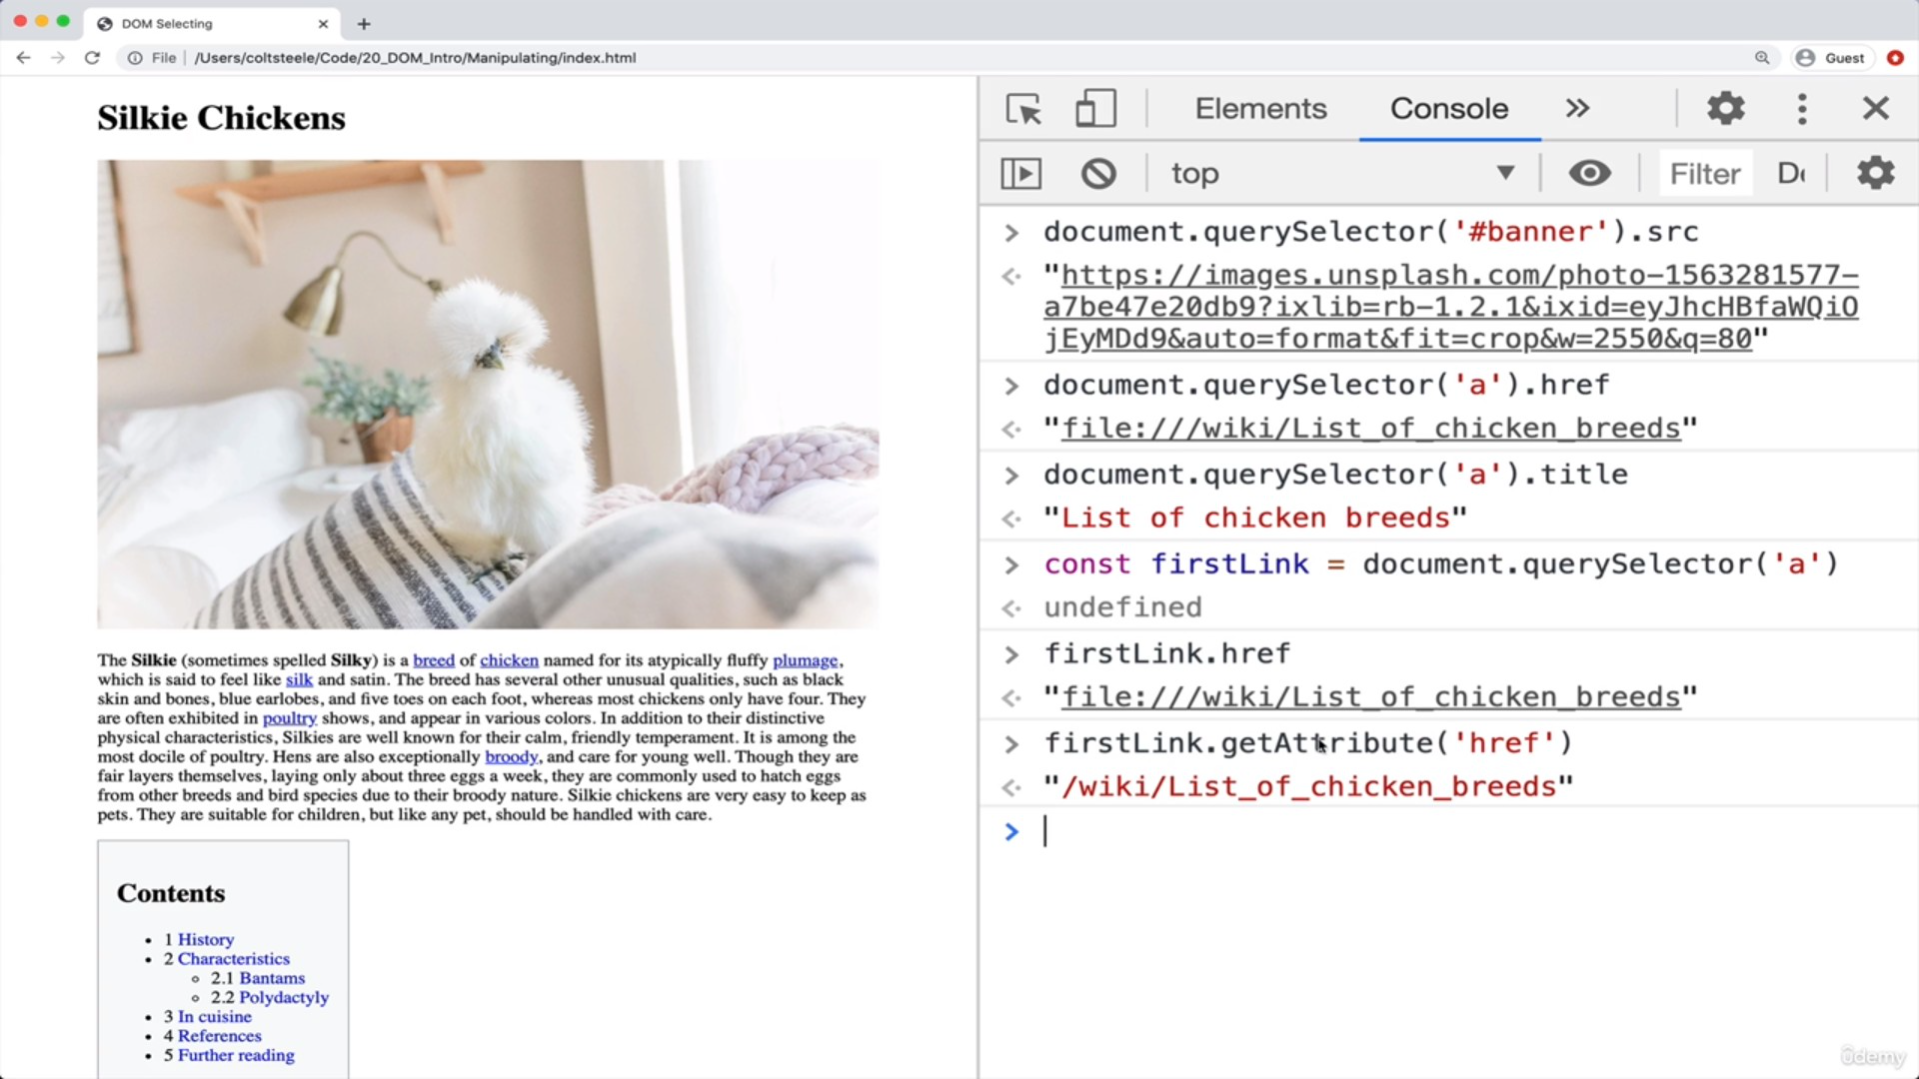 DOM Selecting
File | /Users/coltsteele/Code/20_DOM_Intro/Manipulating/index.html
Guest
Silkie Chickens
The Silkie (sometimes spelled Silky) is a breed of chicken named for its atypically fluffy plumage,
which is said to feel like silk and satin. The breed has several other unusual qualities, such as black
skin and bones, blue earlobes, and five toes on each foot, whereas most chickens only have four. They
are often exhibited in poultry shows, and appear in various colors. In addition to their distinctive
physical characteristics, Silkies are well known for their calm, friendly temperament. It is among the
most docile of poultry. Hens are also exceptionally broody, and care for young well. Though they are
fair layers themselves, laying only about three eggs a week, they are commonly used to hatch eggs
from other breeds and bird species due to their broody nature. Silkie chickens are very easy to keep as
pets. They are suitable for children, but like any pet, should be handled with care.
Contents
1 History
2 Characteristics
2.1 Bantams
2.2 Polydactyly
3 In cuisine
4 References
5 Further reading
Elements Console
top Filter
document.querySelector('#banner').src
"https://images.unsplash.com/photo-1563281577-
a7be47e20db9?ixlib=rb-1.2.1&ixid=eyJhcHBfaWQiO
jEyMDd9&auto=format&fit=crop&w=2550&q=80"
document.querySelector('a').href
"file:///wiki/List_of_chicken_breeds"
document.querySelector('a').title
"List of chicken breeds"
const firstLink = document.querySelector('a')
undefined
firstLink.href
"file:///wiki/List_of_chicken_breeds"
firstLink.getAttribute('href')
"/wiki/List_of_chicken_breeds"
ûdemy